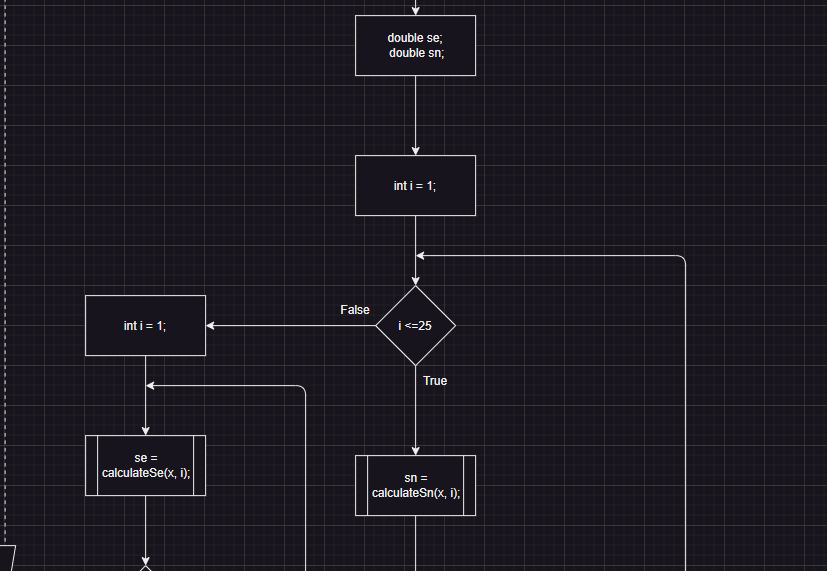 double se;
double sn;
int i = 1;
False
i <=25
int i = 1;
True
se =
calculateSe(x, i);
sn =
calculateSn(x, i);